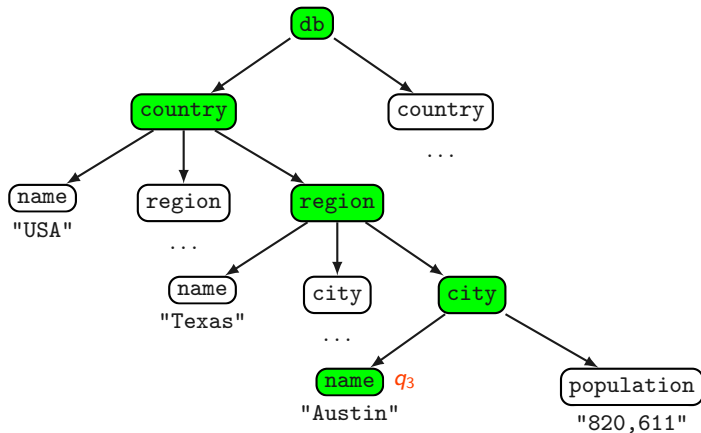 db
country
country
...
name
region
region
"USA"
...
name
city
city
"Texas"
...
name q3
population
"Austin"
"820,611"